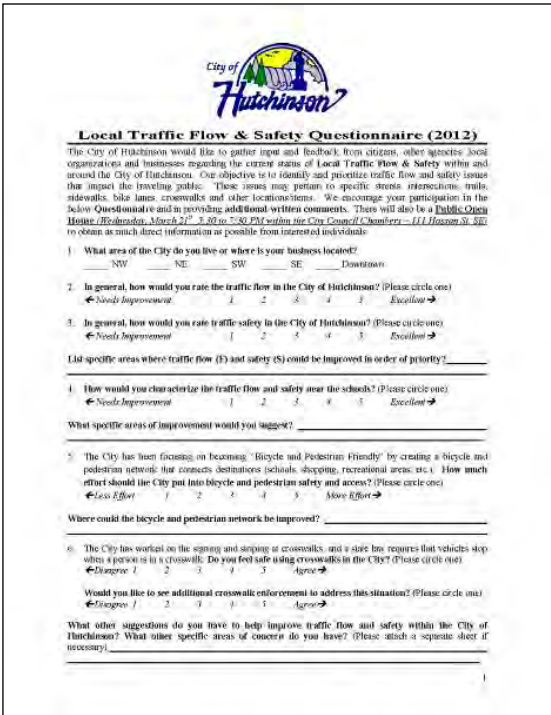 City of
Hutchinson
Local Traffic Flow & Safety Questionnaire (2012)
The City of Hutchinson would like to gather input and feedback from citizens, other agencies, local
organizations and businesses regarding the current status of Local Traffic Flow & Safety within and
around the City of Hutchinson. Our objective is to identify and prioritize traffic flow and safety issues
that impact the traveling public. These issues may pertain to specific streets, intersections, trails,
sidewalks, bike lanes, crosswalks and other locations/items. We encourage your participation in the
below Questionnaire and in providing additional written comments. There will also be a Public Open
House (Wednesday, March 21st, 5:30 to 7:30 PM within the City Council Chambers – 111 Hassan St. SE)
to obtain as much direct information as possible from interested individuals.
1. What area of the City do you live or where is your business located?
_____ NW _____ NE _____ SW _____ SE _____ Downtown
2. In general, how would you rate the traffic flow in the City of Hutchinson? (Please circle one)
←Needs Improvement 1 2 3 4 5 Excellent→
3. In general, how would you rate traffic safety in the City of Hutchinson? (Please circle one)
←Needs Improvement 1 2 3 4 5 Excellent→
List specific areas where traffic flow (F) and safety (S) could be improved in order of priority?
4. How would you characterize the traffic flow and safety near the schools? (Please circle one)
←Needs Improvement 1 2 3 4 5 Excellent→
What specific areas of improvement would you suggest?
5. The City has been focusing on becoming "Bicycle and Pedestrian Friendly" by creating a bicycle and
pedestrian network that connects destinations (schools, shopping, recreational areas, etc.). How much
effort should the City put into bicycle and pedestrian safety and access? (Please circle one)
←Less Effort 1 2 3 4 5 More Effort→
Where could the bicycle and pedestrian network be improved?
6. The City has worked on the signing and striping at crosswalks, and a state law requires that vehicles stop
when a person is in a crosswalk. Do you feel safe using crosswalks in the City? (Please circle one)
←Disagree 1 2 3 4 5 Agree→
Would you like to see additional crosswalk enforcement to address this situation? (Please circle one)
←Disagree 1 2 3 4 5 Agree→
What other suggestions do you have to help improve traffic flow and safety within the City of
Hutchinson? What other specific areas of concern do you have? (Please attach a separate sheet if
necessary)
1